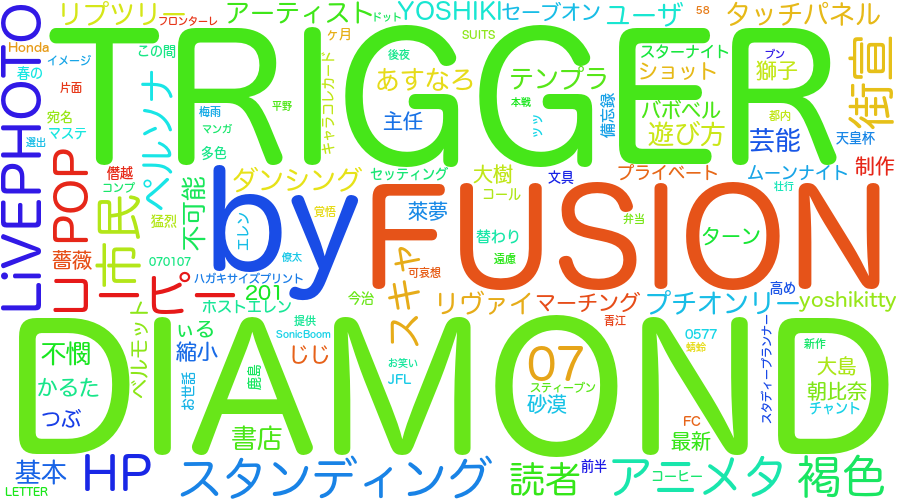 リプツリー
アーティスト
ドット
YOSHIKI
セーブオン
ユーザ
58
タッチパネル
フロンターレ
LiVEPHOTO
Honda
イメージ
この間
TRIGGER
ヶ月
後夜
SUITS
スターナイト
ブン
獅子
街宣
春の
片面
ペルソナ
梅雨
平野
キャラコレカード
あすなろ
テンプラ
本戦
ショット
宛名
マステ
マンガ
主任
ッッ
備忘録
バボベル
遊び方
都内
芸能
天皇杯
選出
多色
U-POP
僭越
コンプ
ダンシング
セッティング
大樹
文具
プライベート
ムーンナイト
制作
壮行
市民
猛烈
不可能
by
FUSION
覚悟
エレン
莱夢
コール
弁当
替わり
ターン
薔薇
070107
僚太
遠慮
可哀想
ハガキサイズプリント
ーピー
201
ホストエレン
今治
スキャ
リヴァイ
マーチング
プチオンリー
高め
yoshikitty
DIAMOND
ベルモット
ぃる
提供
SonicBoom
青江
0577
蜻蛉
スタディープランナー
新作
不憫
縮小
じじ
お笑い
JFL
07
スティーブン
大島
かるた
お世話
鹿島
砂漠
朝比奈
チャント
つぶ
書店
FC
最新
基本
HP
スタンディング
読者
前半
アニメタ
コーヒー
褐色
LETTER